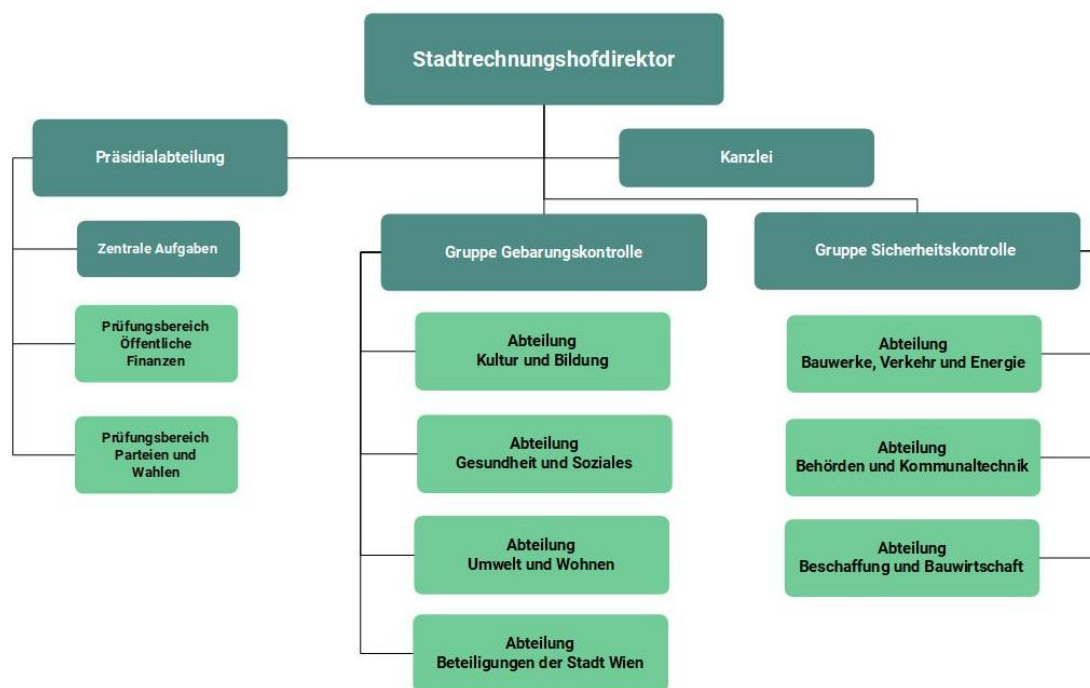 Stadtrechnungshofdirektor
Präsidialabteilung
Kanzlei
Zentrale Aufgaben
Prüfungsbereich
Öffentliche
Finanzen
Prüfungsbereich
Parteien und
Wahlen
Gruppe Gebarungskontrolle
Abteilung
Kultur und Bildung
Abteilung
Gesundheit und Soziales
Abteilung
Umwelt und Wohnen
Abteilung
Beteiligungen der Stadt Wien
Gruppe Sicherheitskontrolle
Abteilung
Bauwerke, Verkehr und Energie
Abteilung
Behörden und Kommunaltechnik
Abteilung
Beschaffung und Bauwirtschaft